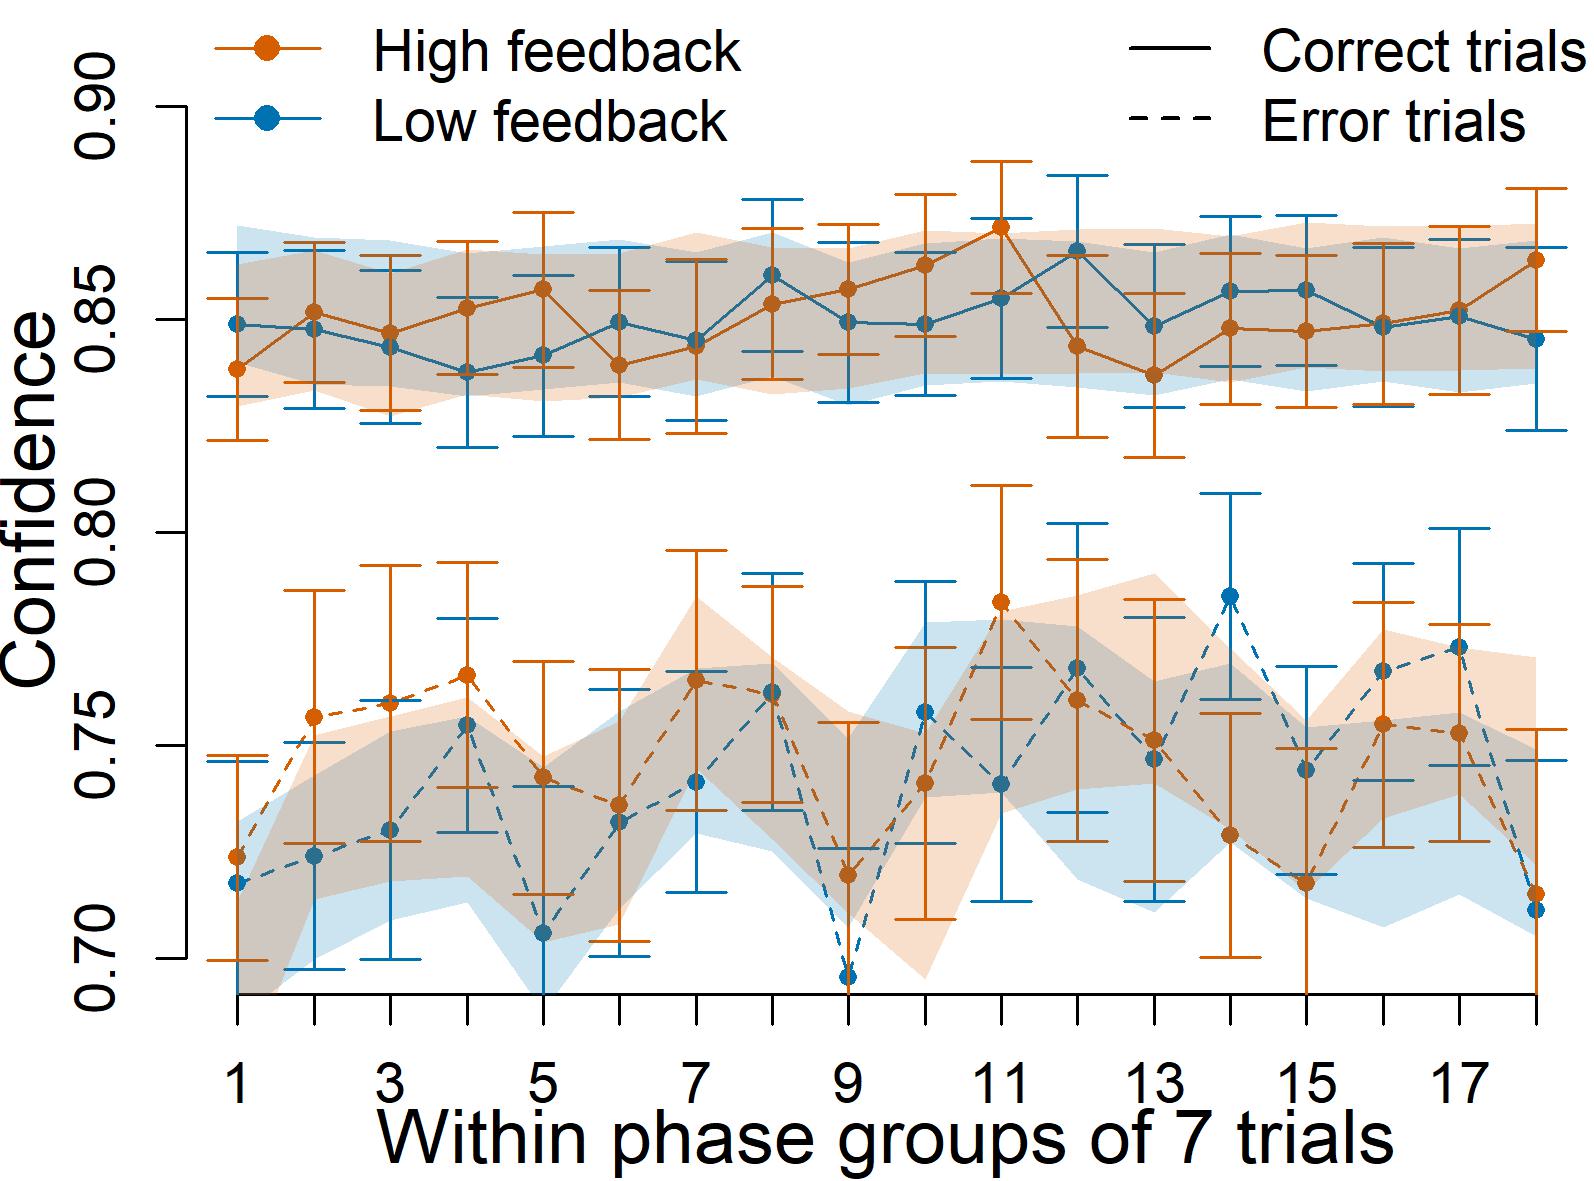 High feedback
Low feedback
Correct trials
Error trials
Confidence
0.90
0.85
0.80
0.75
0.70
1 3 5 7 9 11 13 15 17
Within phase groups of 7 trials